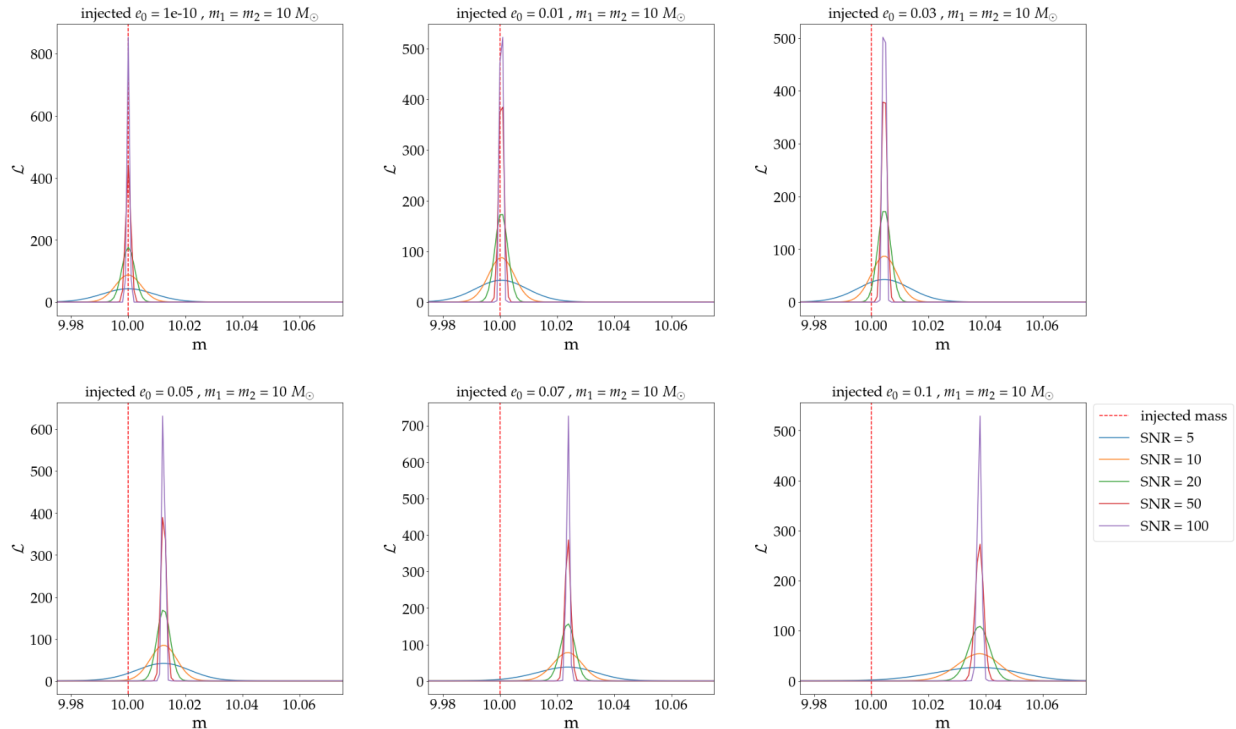 injected e₀ = 1e-10 , m₁ = m₂ = 10 M☉
800
600
400
200
0
ℒ
9.98 10.00 10.02 10.04 10.06
m
injected e₀ = 0.01 , m₁ = m₂ = 10 M☉
500
400
300
200
100
0
ℒ
9.98 10.00 10.02 10.04 10.06
m
injected e₀ = 0.03 , m₁ = m₂ = 10 M☉
500
400
300
200
100
0
ℒ
9.98 10.00 10.02 10.04 10.06
m
injected e₀ = 0.05 , m₁ = m₂ = 10 M☉
600
500
400
300
200
100
0
ℒ
9.98 10.00 10.02 10.04 10.06
m
injected e₀ = 0.07 , m₁ = m₂ = 10 M☉
700
600
500
400
300
200
100
0
ℒ
9.98 10.00 10.02 10.04 10.06
m
injected e₀ = 0.1 , m₁ = m₂ = 10 M☉
500
400
300
200
100
0
ℒ
9.98 10.00 10.02 10.04 10.06
m
injected mass
SNR = 5
SNR = 10
SNR = 20
SNR = 50
SNR = 100